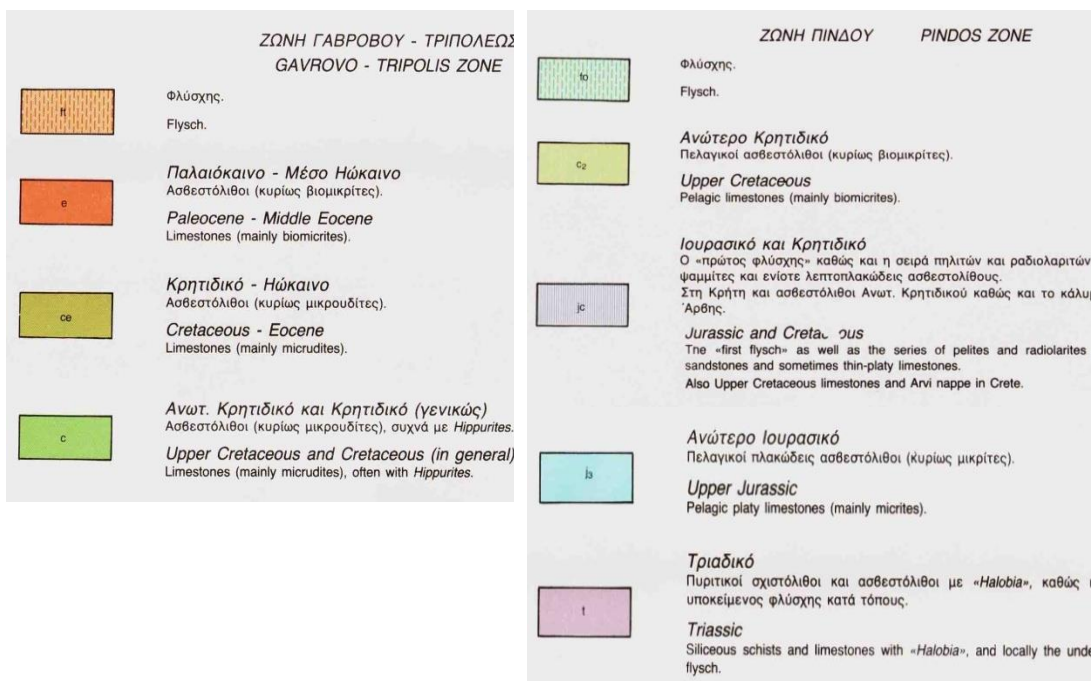 ΖΩΝΗ ΓΑΒΡΟΒΟΥ - ΤΡΙΠΟΛΕΩΣ
GAVROVO - TRIPOLIS ZONE
ft
Φλύσχης.
Flysch.
e
Παλαιόκαινο - Μέσο Ηώκαινο
Ασβεστόλιθοι (κυρίως βιομικρίτες).
Paleocene - Middle Eocene
Limestones (mainly biomicrites).
ce
Κρητιδικό - Ηώκαινο
Ασβεστόλιθοι (κυρίως μικρουδίτες).
Cretaceous - Eocene
Limestones (mainly micrudites).
c
Ανωτ. Κρητιδικό και Κρητιδικό (γενικώς)
Ασβεστόλιθοι (κυρίως μικρουδίτες), συχνά με Hippurites.
Upper Cretaceous and Cretaceous (in general)
Limestones (mainly micrudites), often with Hippurites.
ΖΩΝΗ ΠΙΝΔΟΥ PINDOS ZONE
fo
Φλύσχης.
Flysch.
c2
Ανώτερο Κρητιδικό
Πελαγικοί ασβεστόλιθοι (κυρίως βιομικρίτες).
Upper Cretaceous
Pelagic limestones (mainly biomicrites).
jc
Ιουρασικό και Κρητιδικό
Ο «πρώτος φλύσχης» καθώς και η σειρά πηλιτών και ραδιολαριτών
ψαμμίτες και ενίοτε λεπτοπλακώδεις ασβεστολίθους.
Στη Κρήτη και ασβεστόλιθοι Ανωτ. Κρητιδικού καθώς και το
Άρβης.
Jurassic and
The «first flysch» as well as the series of pelites and radiolarites
sandstones and sometimes thin-platy limestones.
Also Upper Cretaceous limestones and Arvi nappe in Crete.
j3
Ανώτερο Ιουρασικό
Πελαγικοί πλακώδεις ασβεστόλιθοι (κυρίως μικρίτες).
Upper Jurassic
Pelagic platy limestones (mainly micrites).
t
Τριαδικό
Πυριτικοί σχιστόλιθοι και ασβεστόλιθοι με «Halobia», καθώς
υποκείμενος φλύσχης κατά τόπους.
Triassic
Siliceous schists and limestones with «Halobia», and locally the
flysch.